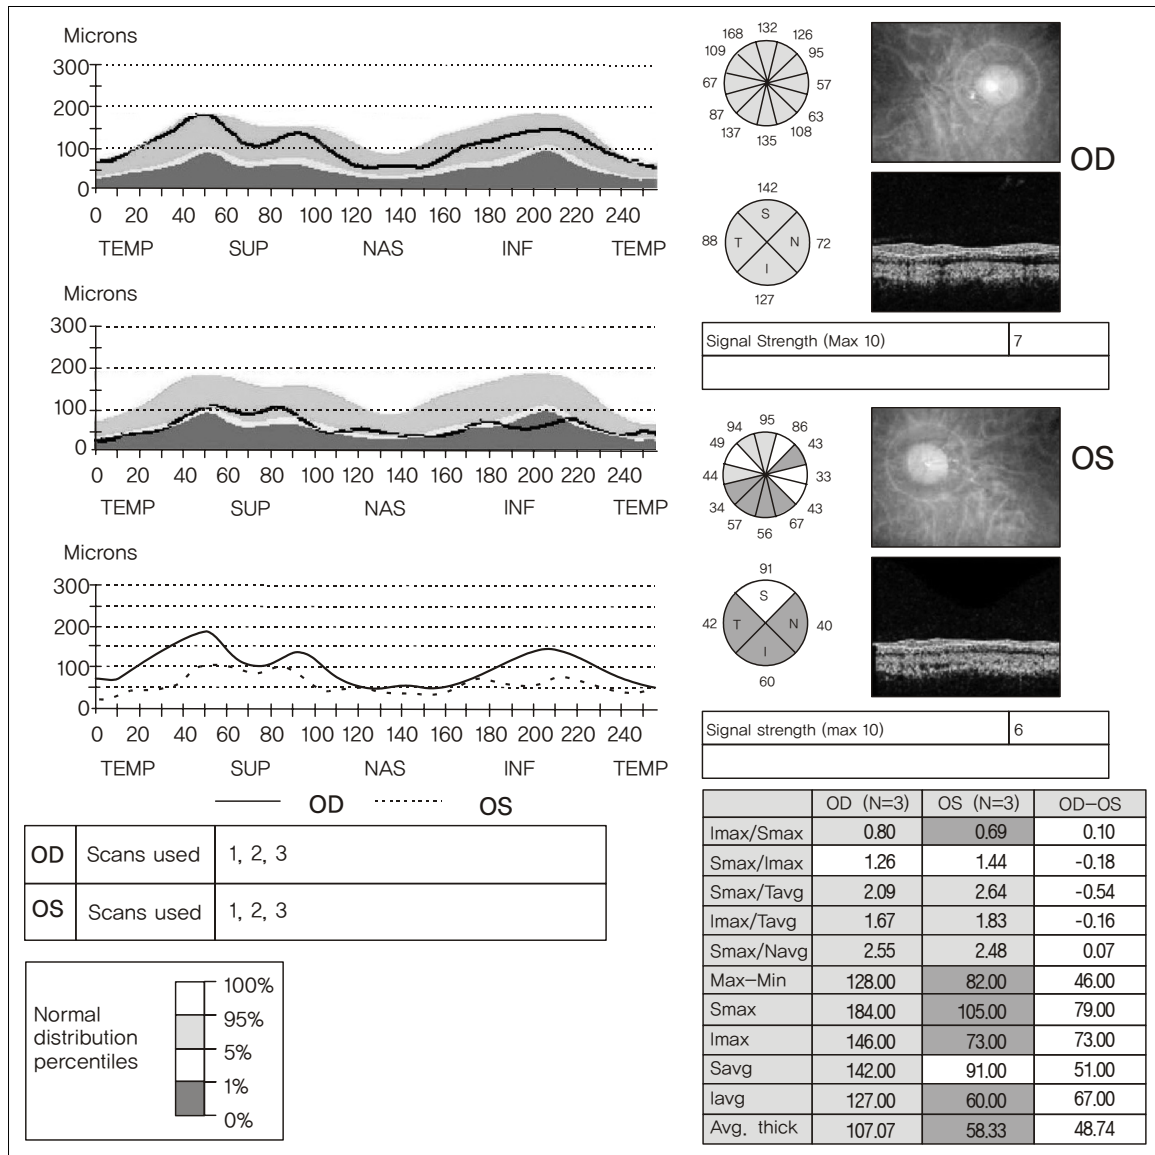 Microns
300
200
100
0
0 20 40 60 80 100 120 140 160 180 200 220 240
TEMP SUP NAS INF TEMP
Microns
300
200
100
0
0 20 40 60 80 100 120 140 160 180 200 220 240
TEMP SUP NAS INF TEMP
Microns
300
250
200
100
50
0
0 20 40 60 80 100 120 140 160 180 200 220 240
TEMP SUP NAS INF TEMP
OD OS
OD Scans used 1, 2, 3
OS Scans used 1, 2, 3
Normal
distribution
percentiles
100%
95%
5%
1%
0%
132
168 126
109 95
67 57
87 63
137 108
135
OD
142
S
88 T N 72
I
127
Signal Strength (Max 10) 7
95
94 86
49 43
44 33
34 43
57 67
56
OS
91
S
42 T N 40
I
60
Signal strength (max 10) 6
OD (N=3) OS (N=3) OD-OS
Imax/Smax 0.80 0.69 0.10
Smax/Imax 1.26 1.44 -0.18
Smax/Tavg 2.09 2.64 -0.54
Imax/Tavg 1.67 1.83 -0.16
Smax/Navg 2.55 2.48 0.07
Max-Min 128.00 82.00 46.00
Smax 184.00 105.00 79.00
Imax 146.00 73.00 73.00
Savg 142.00 91.00 51.00
Iavg 127.00 60.00 67.00
Avg. thick 107.07 58.33 48.74